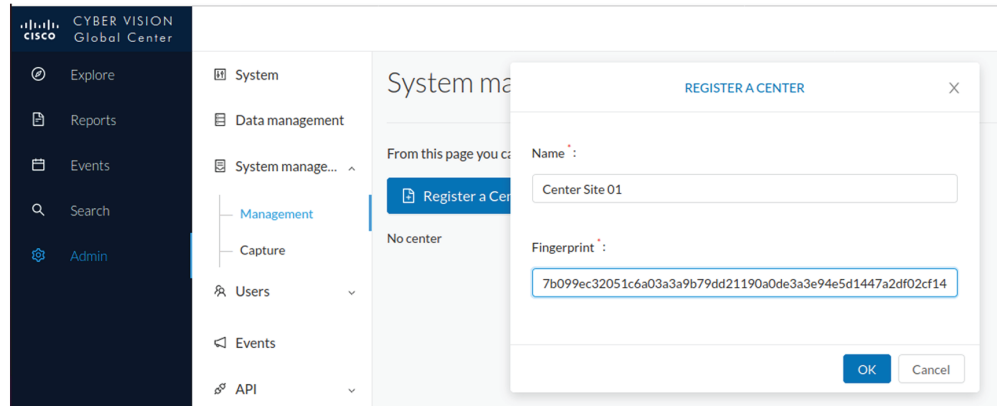 CYBER VISION
Global Center
CISCO
Explore
Reports
Events
Search
Admin
System
Data management
System manage...
Management
Capture
Users
Events
API
System ma
From this page you ca
Register a Cer
No center
REGISTER A CENTER
Name * :
Center Site 01
Fingerprint * :
7b099ec32051c6a03a3a9b79dd21190a0de3a3e94e5d1447a2df02cf14
OK
Cancel